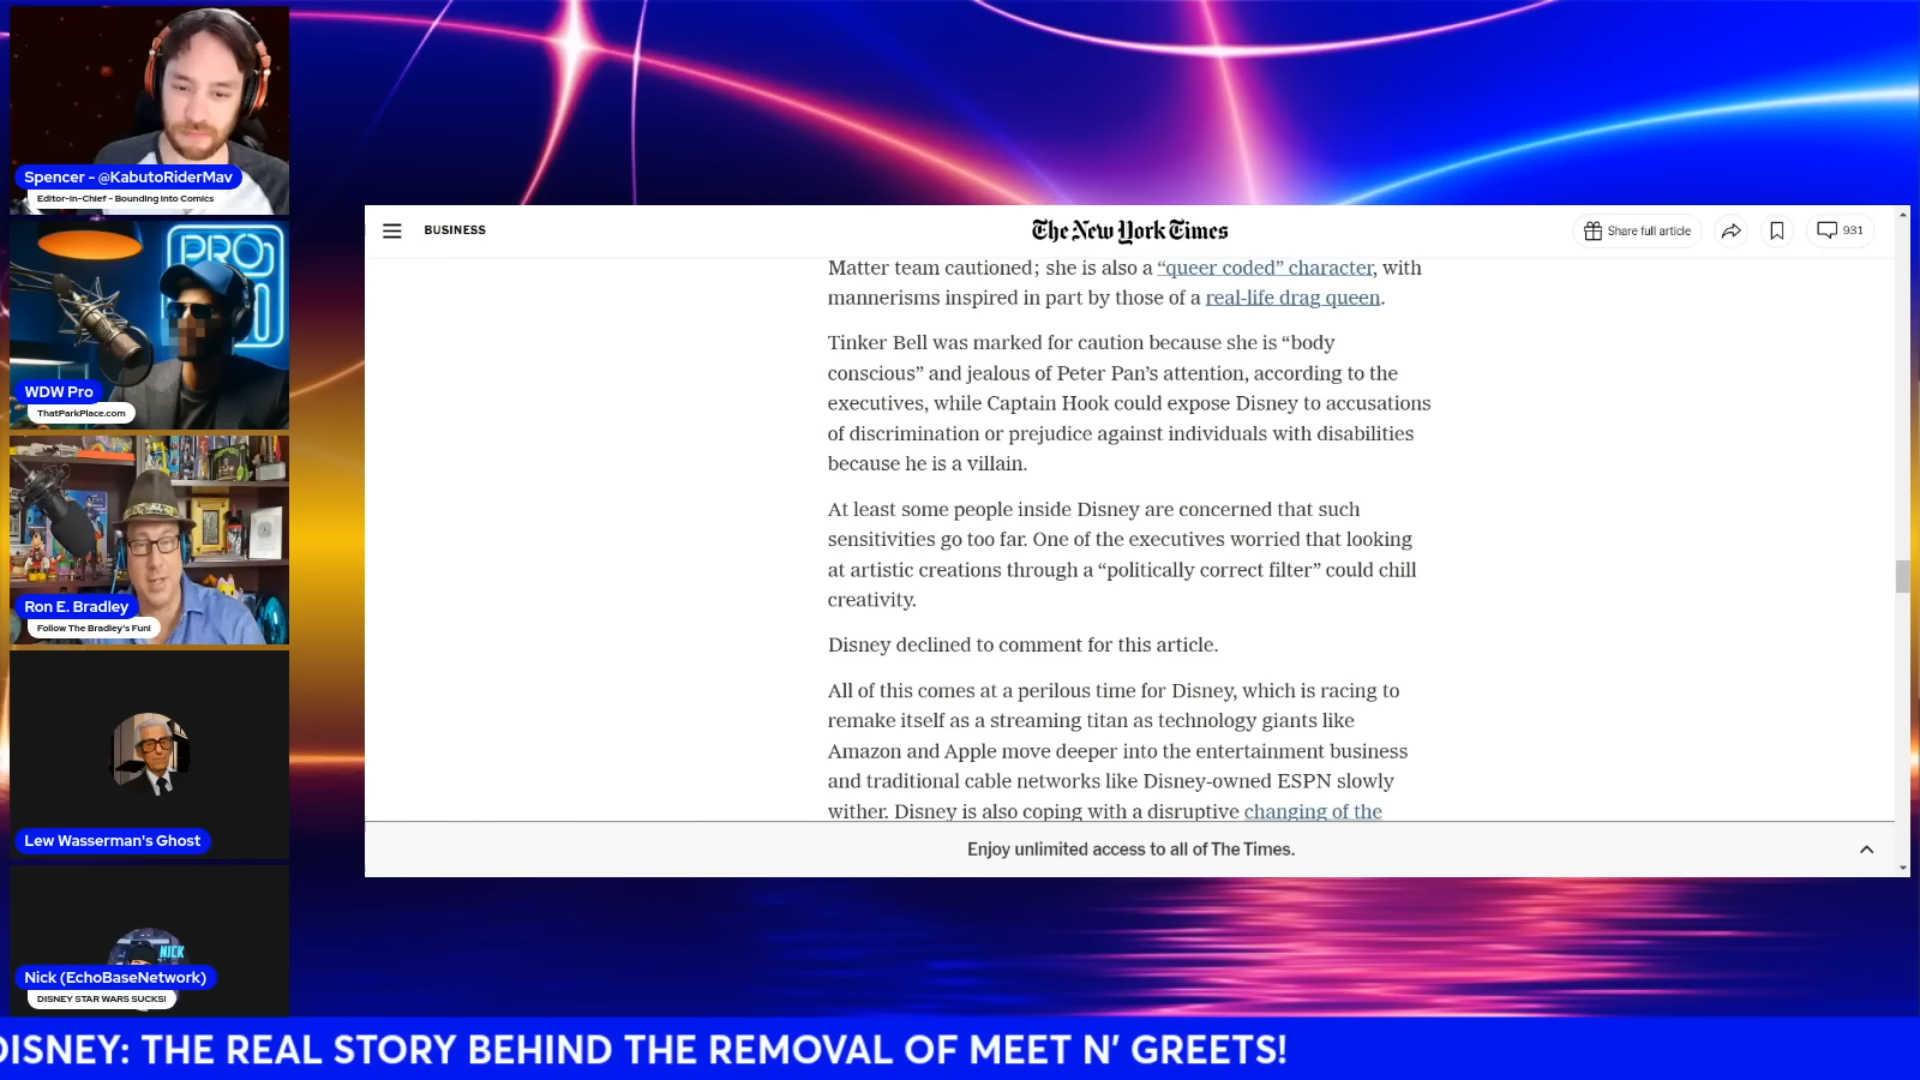 Spencer - @KabutoRiderMav
Editor-in-Chief - Bounding Into Comics
PRO
WDW Pro
ThatParkPlace.com
Ron E. Bradley
Follow The Bradley's Fun!
Lew Wasserman's Ghost
NICK
Nick (EchoBaseNetwork)
DISNEY STAR WARS SUCKS!
BUSINESS
The New York Times
Share full article
931
Matter team cautioned; she is also a “queer coded” character, with
mannerisms inspired in part by those of a real-life drag queen.
Tinker Bell was marked for caution because she is “body
conscious” and jealous of Peter Pan’s attention, according to the
executives, while Captain Hook could expose Disney to accusations
of discrimination or prejudice against individuals with disabilities
because he is a villain.
At least some people inside Disney are concerned that such
sensitivities go too far. One of the executives worried that looking
at artistic creations through a “politically correct filter” could chill
creativity.
Disney declined to comment for this article.
All of this comes at a perilous time for Disney, which is racing to
remake itself as a streaming titan as technology giants like
Amazon and Apple move deeper into the entertainment business
and traditional cable networks like Disney-owned ESPN slowly
wither. Disney is also coping with a disruptive changing of the
Enjoy unlimited access to all of The Times.
DISNEY: THE REAL STORY BEHIND THE REMOVAL OF MEET N' GREETS!